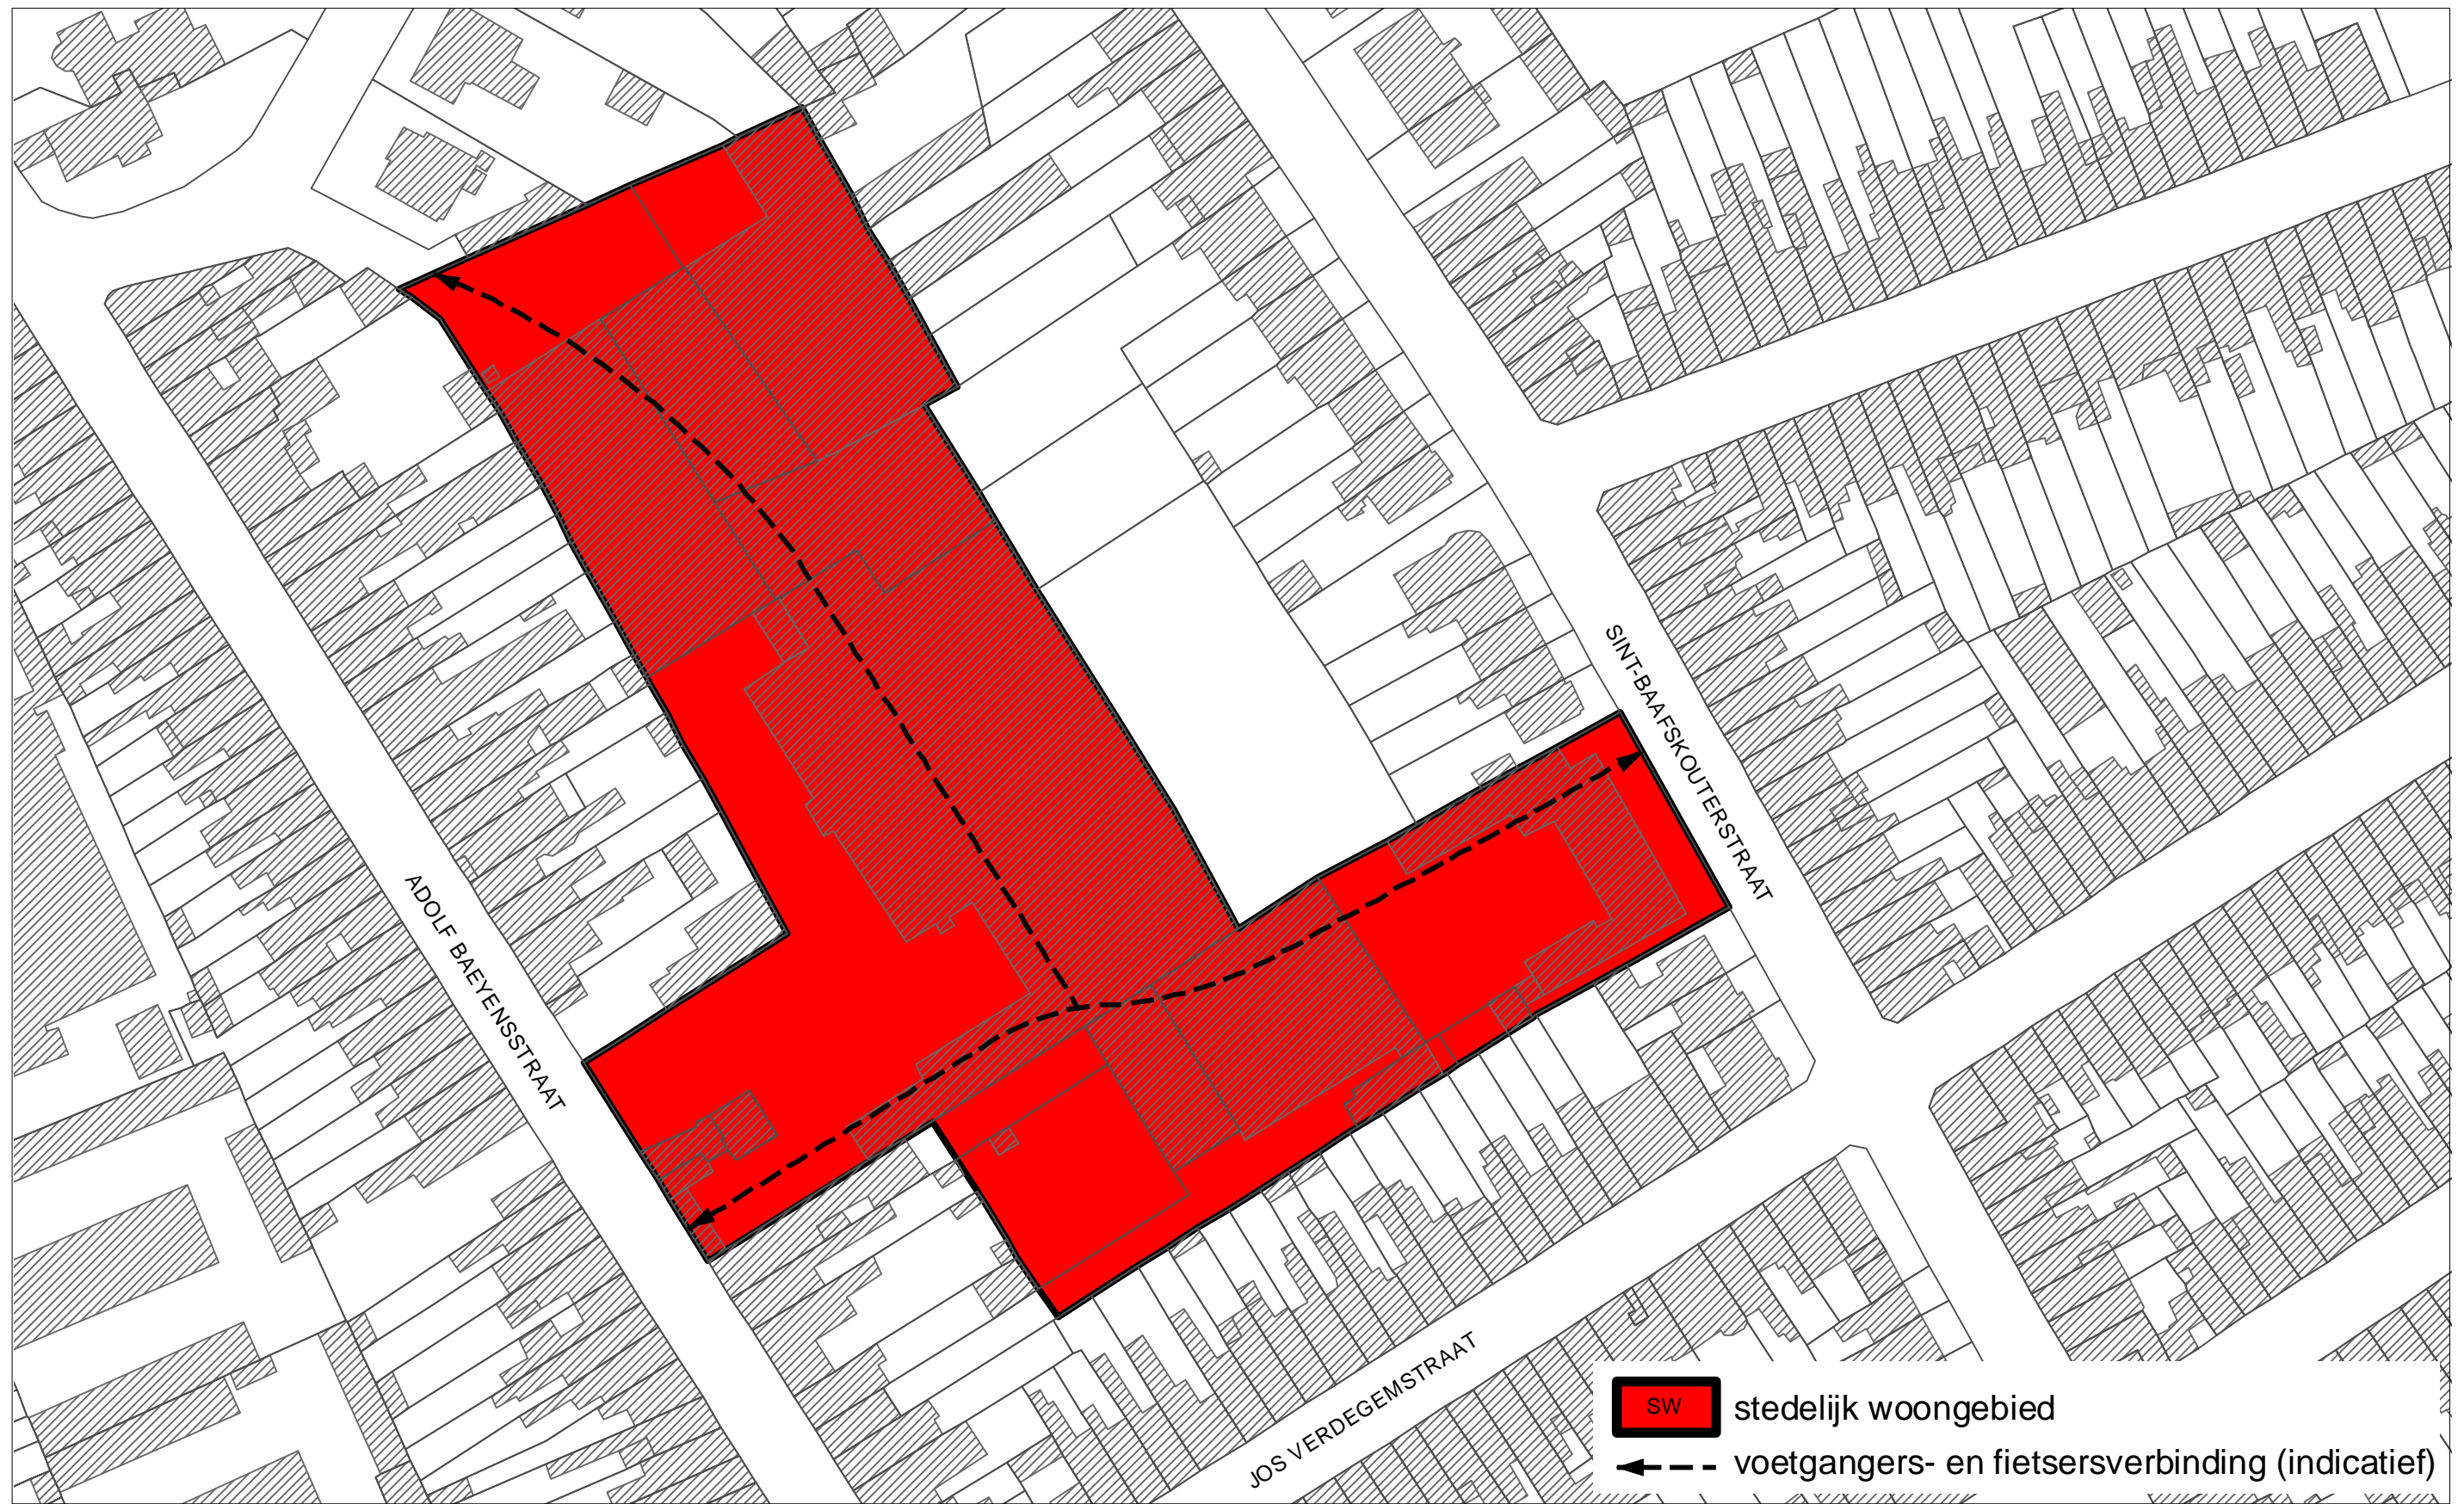 SINT-BAAFSKOUTERSTRAAT
ADOLF BAEYENSSTRAAT
JOS VERDEGEMSTRAAT
SW stedelijk woongebied
voetgangers- en fietsersverbinding (indicatief)